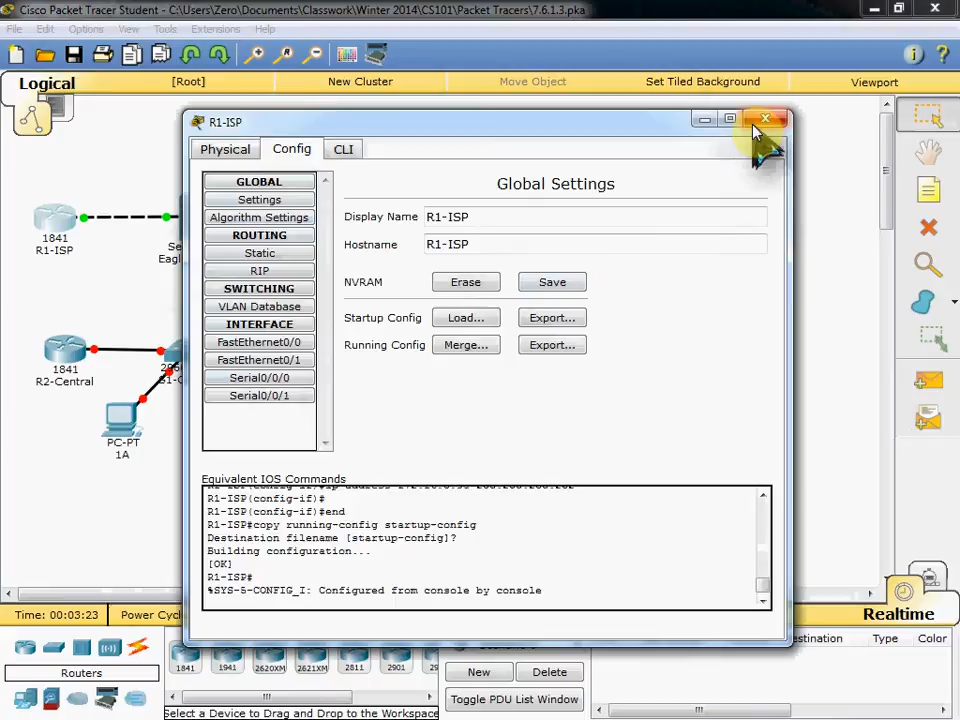 Cisco Packet Tracer Student - C:\Users\Zero\Documents\Classwork\Winter 2014\CS101\Packet Tracers\7.6.1.3.pka
File Edit Options View Tools Extensions Help
Logical [Root] New Cluster Move Object Set Tiled Background Viewport
R1-ISP
Physical Config CLI
GLOBAL
Settings
Algorithm Settings
ROUTING
Static
RIP
SWITCHING
VLAN Database
INTERFACE
FastEthernet0/0
FastEthernet0/1
Serial0/0/0
Serial0/0/1
Global Settings
Display Name R1-ISP
Hostname R1-ISP
NVRAM Erase Save
Startup Config Load... Export...
Running Config Merge... Export...
Equivalent IOS Commands
R1-ISP(config-if)#
R1-ISP(config-if)#end
R1-ISP#copy running-config startup-config
Destination filename [startup-config]?
Building configuration...
[OK]
R1-ISP#
%SYS-5-CONFIG_I: Configured from console by console
1841
R1-ISP
Se
Eagl
1841
R2-Central
PC-PT
1A
Time: 00:03:23 Power Cyc
Realtime
Routers
1841 1941 2620XM 2621XM 2811 2901
Select a Device to Drag and Drop to the Workspace
New Delete
Toggle PDU List Window
stination Type Color